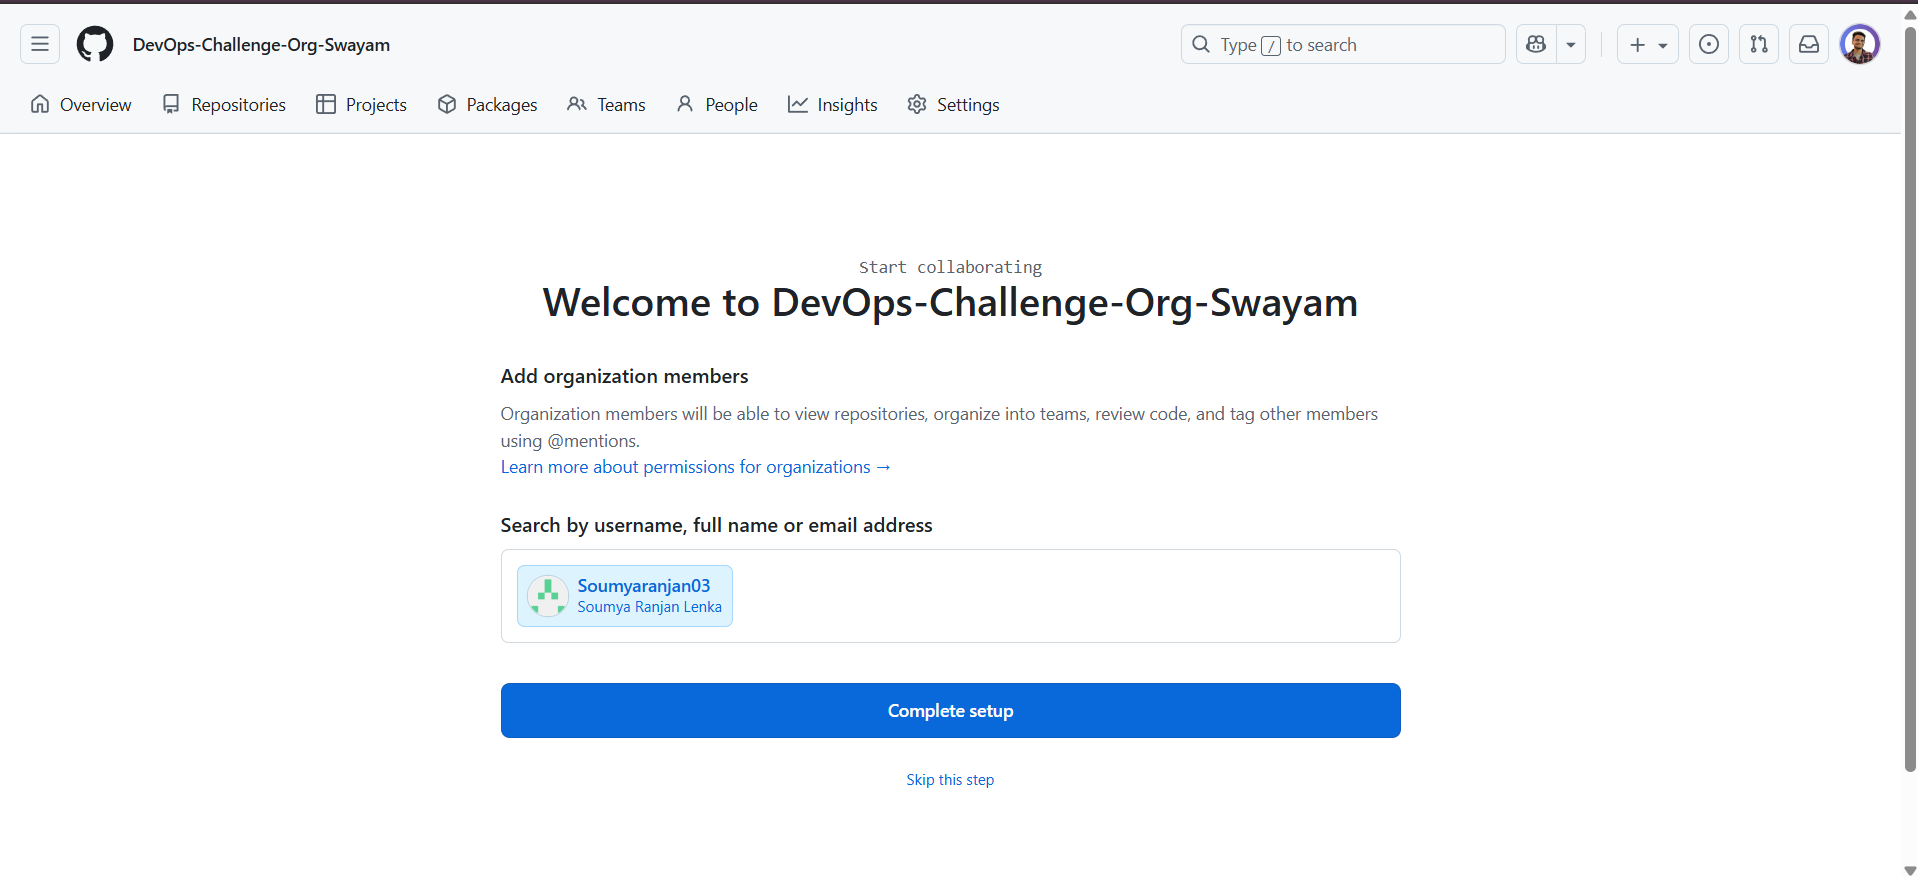 DevOps-Challenge-Org-Swayam
Type / to search
Overview Repositories Projects Packages Teams People Insights Settings
Start collaborating
Welcome to DevOps-Challenge-Org-Swayam
Add organization members
Organization members will be able to view repositories, organize into teams, review code, and tag other members
using @mentions.
Learn more about permissions for organizations →
Search by username, full name or email address
Soumyaranjan03
Soumya Ranjan Lenka
Complete setup
Skip this step